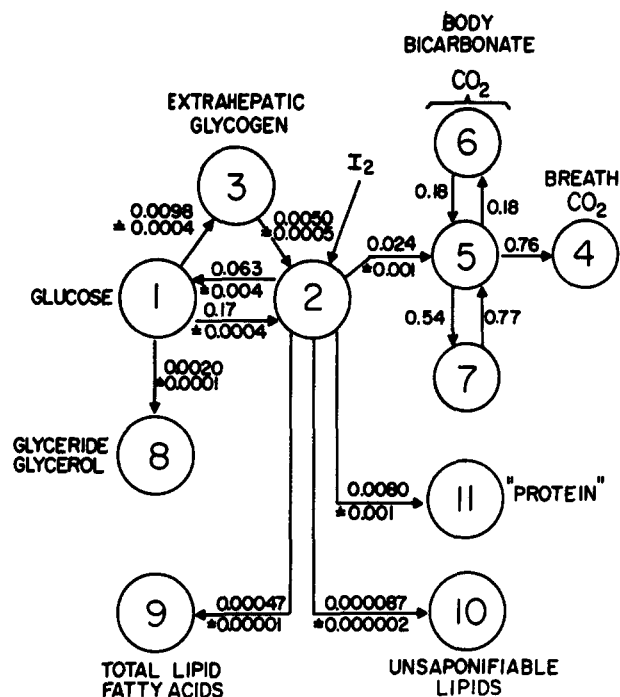 BODY
BICARBONATE
CO2
EXTRAHEPATIC
GLYCOGEN
6
I2
3
0.18
0.18
BREATH
CO2
0.0098
±0.0004
0.0050
±0.0005
0.024
±0.001
5
0.76
4
0.063
±0.004
GLUCOSE
1
2
0.17
±0.0004
0.54
0.77
7
0.0020
±0.0001
GLYCERIDE
GLYCEROL
8
0.0080
±0.001
11
"PROTEIN"
9
0.00047
±0.00001
0.000087
±0.000002
10
TOTAL LIPID
FATTY ACIDS
UNSAPONIFIABLE
LIPIDS